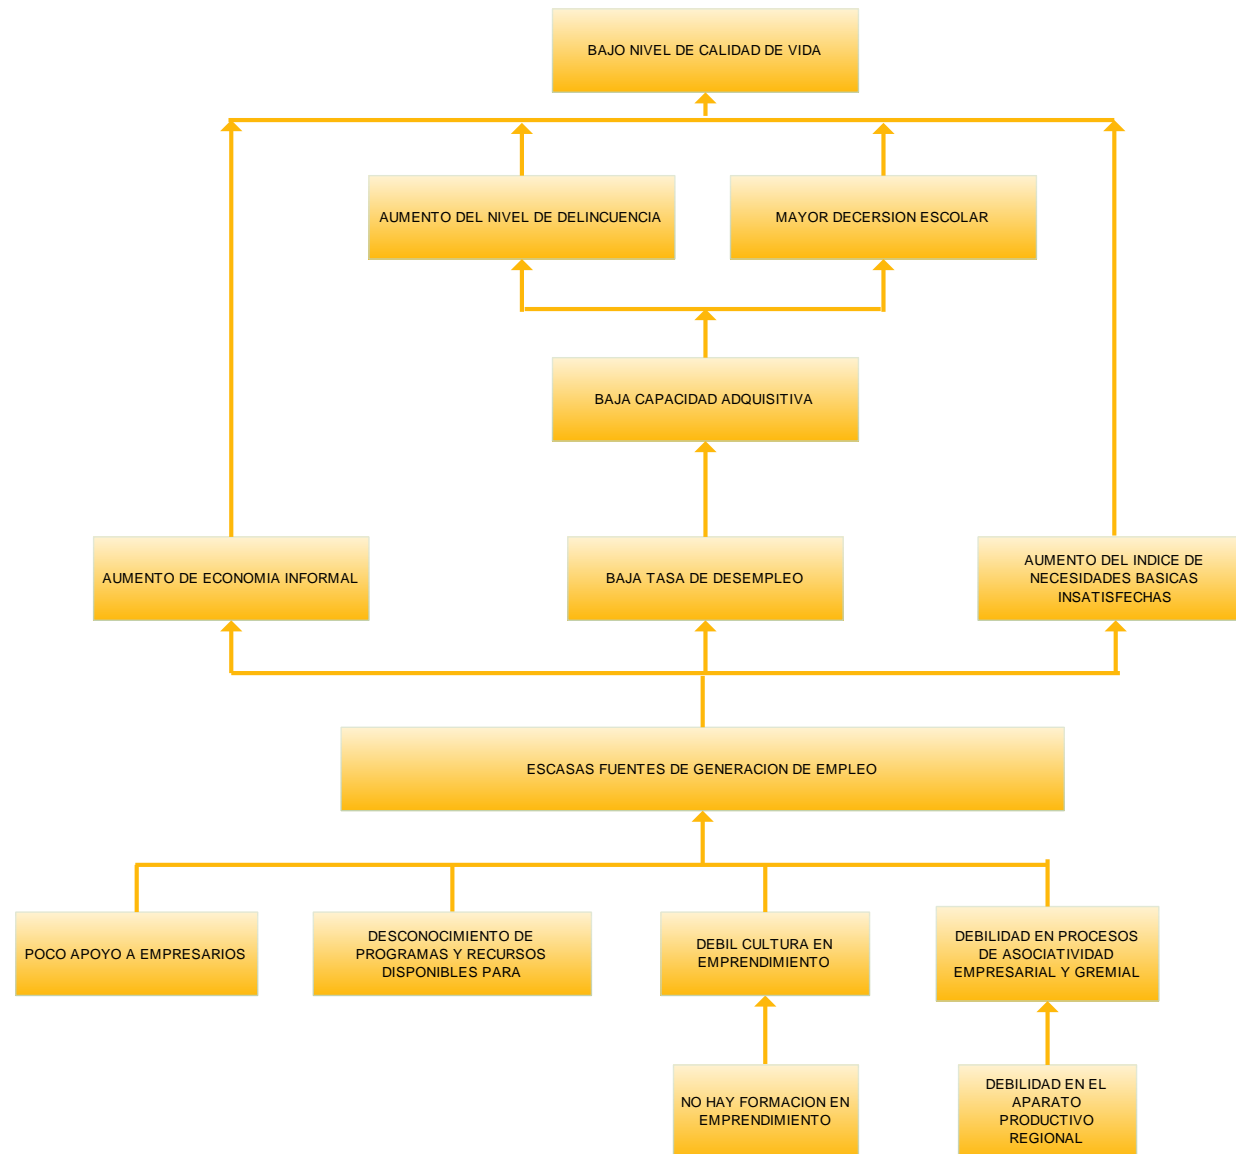 BAJO NIVEL DE CALIDAD DE VIDA
AUMENTO DEL NIVEL DE DELINCUENCIA
MAYOR DECERSION ESCOLAR
BAJA CAPACIDAD ADQUISITIVA
AUMENTO DE ECONOMIA INFORMAL
BAJA TASA DE DESEMPLEO
AUMENTO DEL INDICE DE
NECESIDADES BASICAS
INSATISFECHAS
ESCASAS FUENTES DE GENERACION DE EMPLEO
POCO APOYO A EMPRESARIOS
DESCONOCIMIENTO DE
PROGRAMAS Y RECURSOS
DISPONIBLES PARA
DEBIL CULTURA EN
EMPRENDIMIENTO
DEBILIDAD EN PROCESOS
DE ASOCIATIVIDAD
EMPRESARIAL Y GREMIAL
NO HAY FORMACION EN
EMPRENDIMIENTO
DEBILIDAD EN EL
APARATO
PRODUCTIVO
REGIONAL